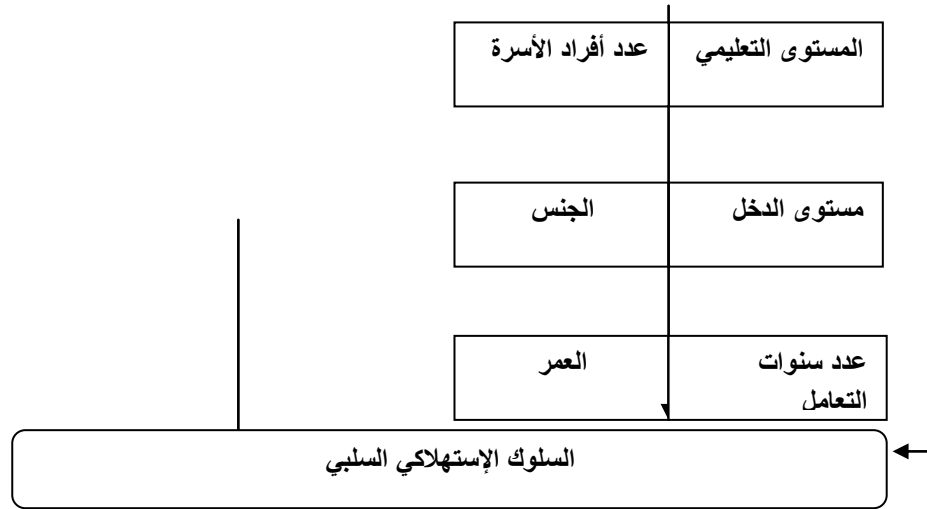 المستوى التعليمي
عدد أفراد الأسرة
مستوى الدخل
الجنس
عدد سنوات
التعامل
العمر
السلوك الإستهلاكي السلبي